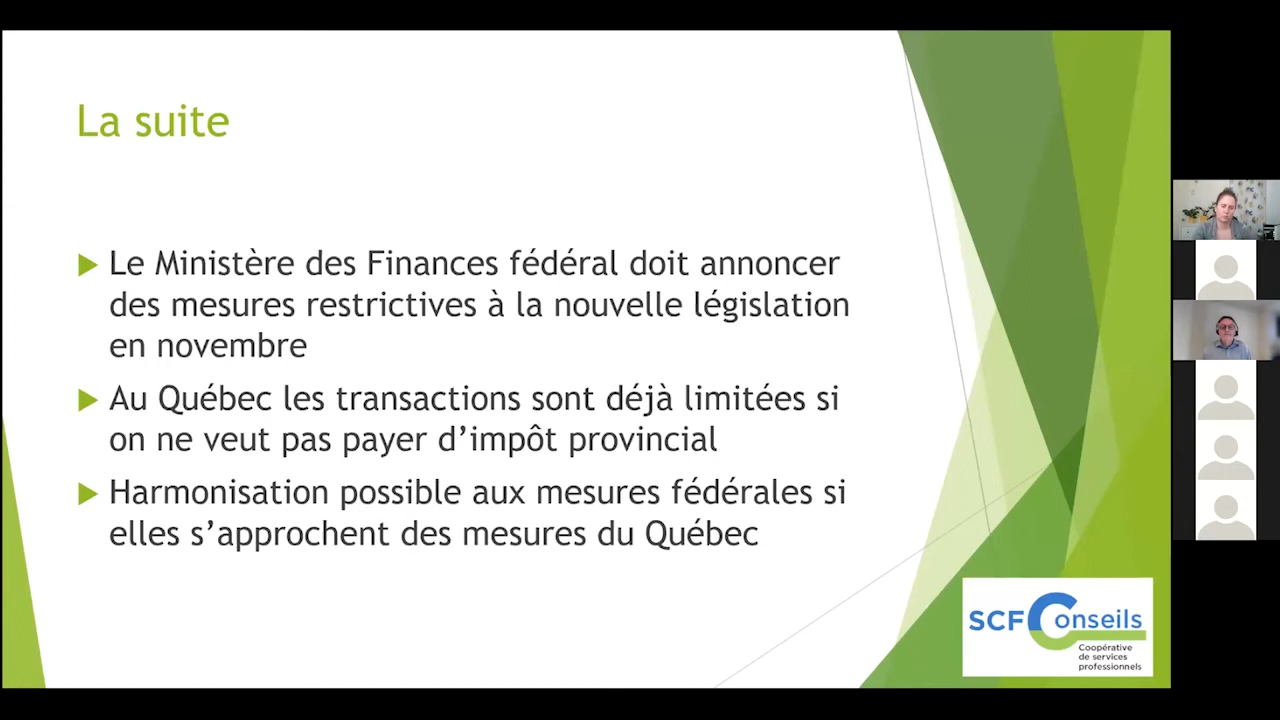 La suite
Le Ministère des Finances fédéral doit annoncer
des mesures restrictives à la nouvelle législation
en novembre
Au Québec les transactions sont déjà limitées si
on ne veut pas payer d’impôt provincial
Harmonisation possible aux mesures fédérales si
elles s’approchent des mesures du Québec
SCF Conseils
Coopérative
de services
professionnels